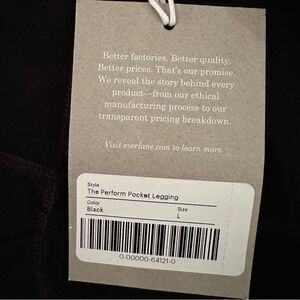 Better factories. Better quality.
Better prices. That's our promise.
We reveal the story behind every
product—from our ethical
manufacturing process to our
transparent pricing breakdown.
Visit everlane.com to learn more.
Style
The Perform Pocket Legging
Color
Black
Size
L
0-00000-64121-0